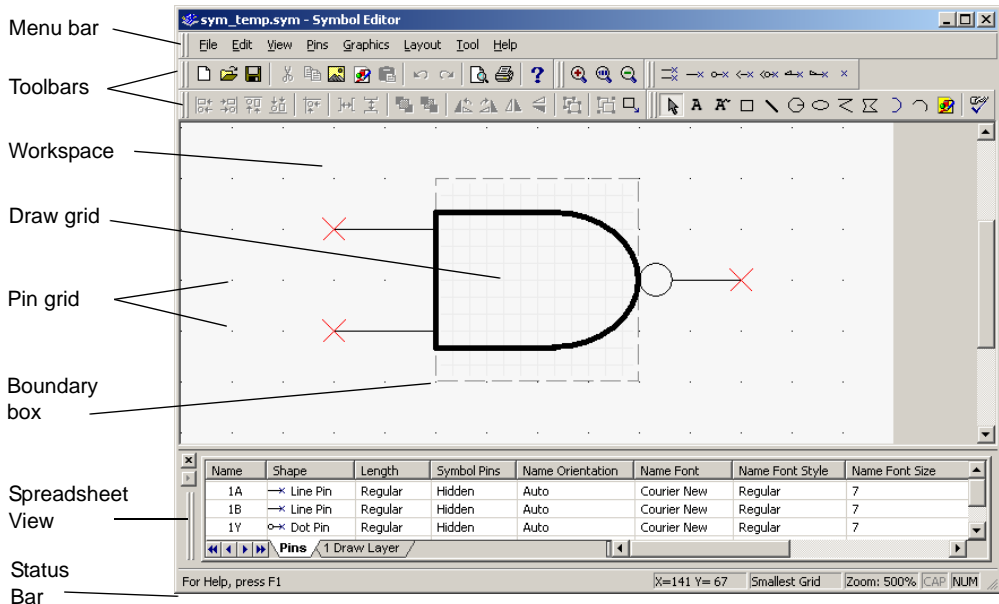 sym_temp.sym - Symbol Editor
Menu bar
File Edit View Pins Graphics Layout Tool Help
Toolbars
Workspace
Draw grid
Pin grid
Boundary
box
Spreadsheet
View
Name Shape Length Symbol Pins Name Orientation Name Font Name Font Style Name Font Size
1A Line Pin Regular Hidden Auto Courier New Regular 7
1B Line Pin Regular Hidden Auto Courier New Regular 7
1Y Dot Pin Regular Hidden Auto Courier New Regular 7
Pins 1 Draw Layer
Status
Bar
For Help, press F1 X=141 Y= 67 Smallest Grid Zoom: 500% CAP NUM